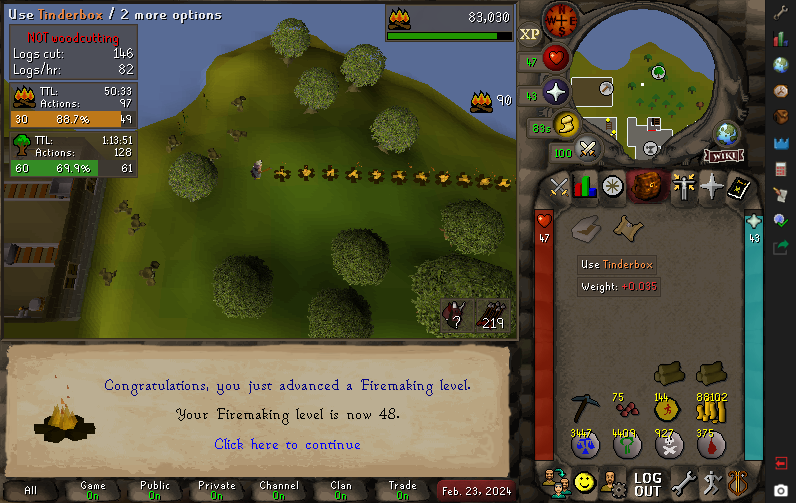 Use Tinderbox / 2 more options
NOT woodcutting
Logs cut: 146
Logs/hr: 82
TTL: 50:33
Actions: 97
30 88.7% 49
TTL: 1:13:51
Actions: 128
60 69.9% 61
83,030
90
XP
47
43
83s
100
WIKI
N
E
S
W
?
219
47
43
Use Tinderbox
Weight: +0.035
75
144
88102
3447
4409
927
375
Congratulations, you just advanced a Firemaking level.
Your Firemaking level is now 48.
Click here to continue
All
Game
On
Public
On
Private
On
Channel
On
Clan
On
Trade
On
Feb. 23, 2024
LOG
OUT